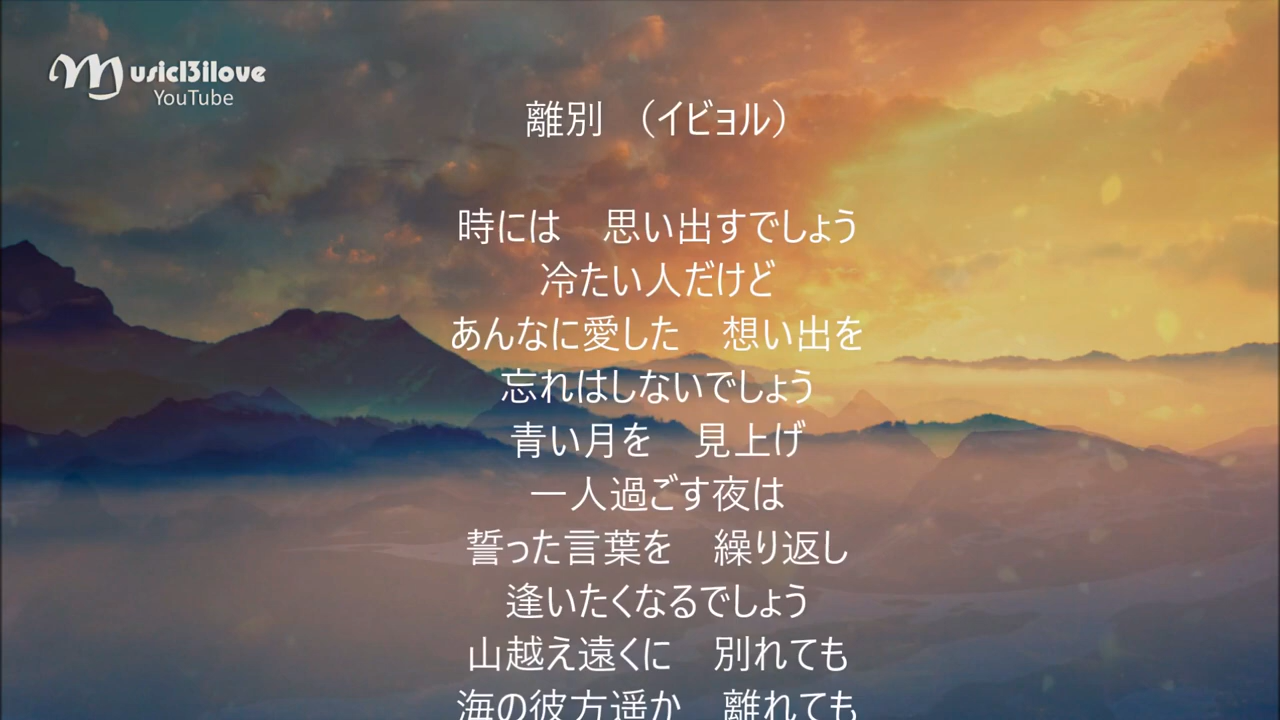 Musicl3ilove
YouTube
離別　（イビョル）
時には　思い出すでしょう
冷たい人だけど
あんなに愛した　想い出を
忘れはしないでしょう
青い月を　見上げ
一人過ごす夜は
誓った言葉を　繰り返し
逢いたくなるでしょう
山越え遠くに　別れても
海の彼方遥か　離れても